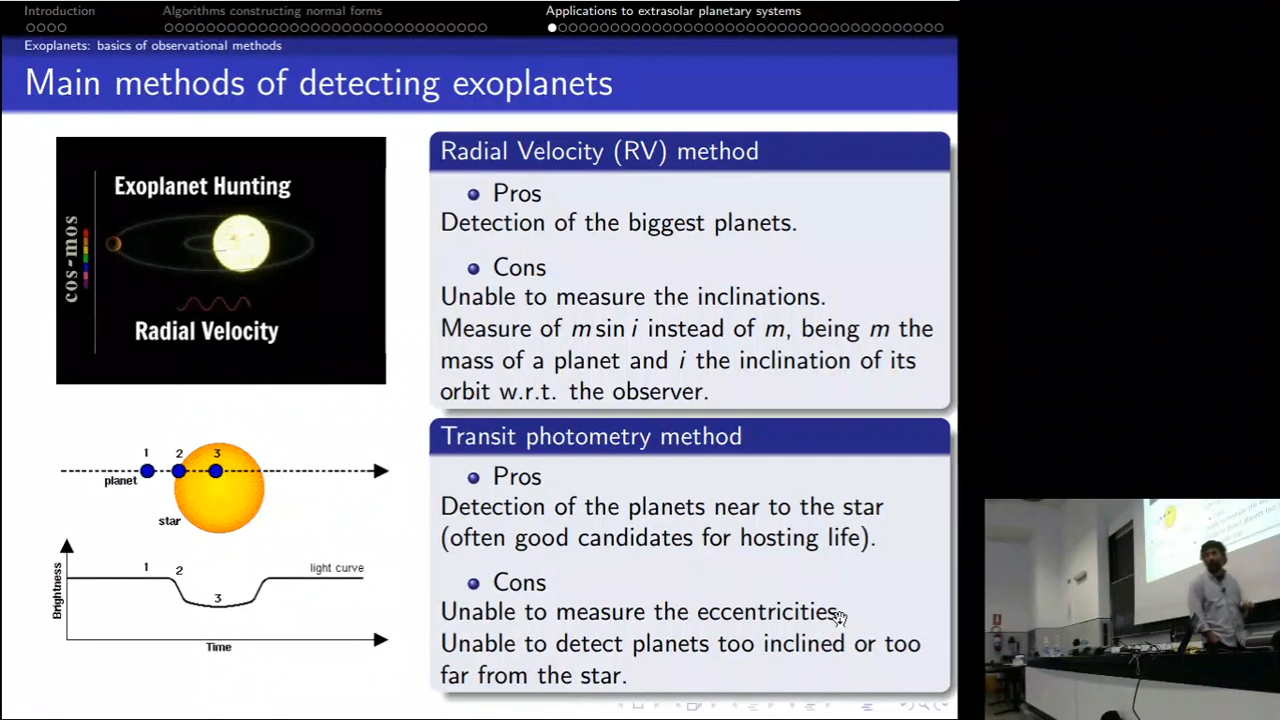 Introduction
Algorithms constructing normal forms
Applications to extrasolar planetary systems
Exoplanets: basics of observational methods
Main methods of detecting exoplanets
cos-mos
Exoplanet Hunting
Radial Velocity
Radial Velocity (RV) method
Pros
Detection of the biggest planets.
Cons
Unable to measure the inclinations.
Measure of m sin i instead of m, being m the
mass of a planet and i the inclination of its
orbit w.r.t. the observer.
1 2 3
planet
star
1 2 light curve
3
Brightness
Time
Transit photometry method
Pros
Detection of the planets near to the star
(often good candidates for hosting life).
Cons
Unable to measure the eccentricities
Unable to detect planets too inclined or too
far from the star.